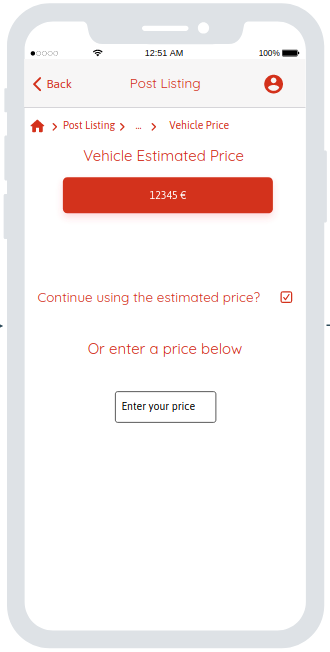 12:51 AM 100%
Back Post Listing
Post Listing ... Vehicle Price
Vehicle Estimated Price
12345 €
Continue using the estimated price?
Or enter a price below
Enter your price